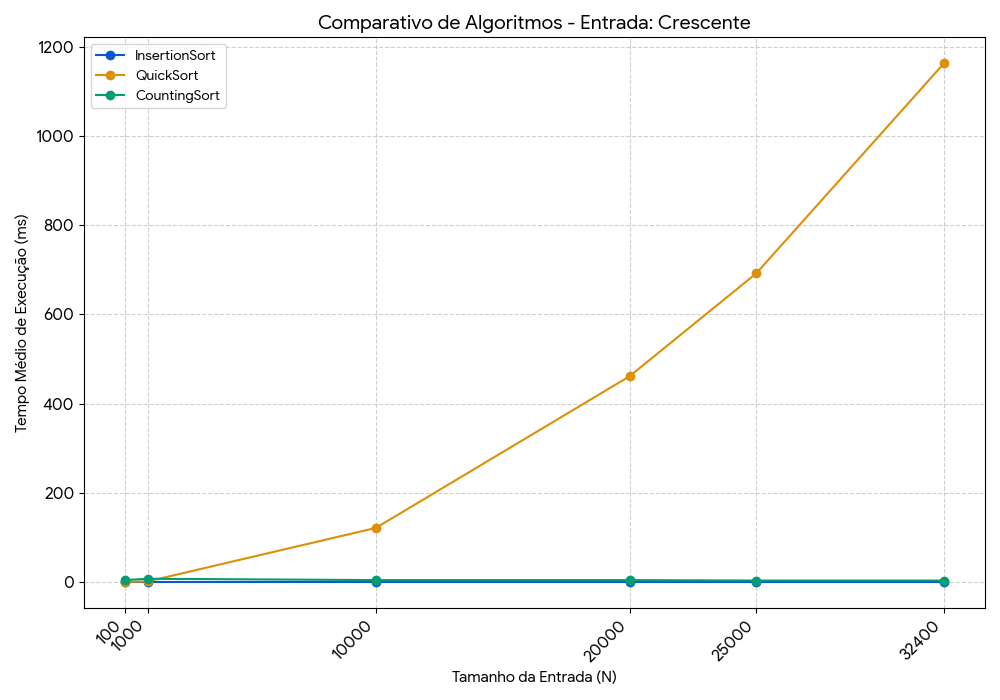 Comparativo de Algoritmos - Entrada: Crescente
InsertionSort
QuickSort
CountingSort
Tempo Médio de Execução (ms)
1200
1000
800
600
400
200
0
100
1000
10000
20000
25000
32400
Tamanho da Entrada (N)